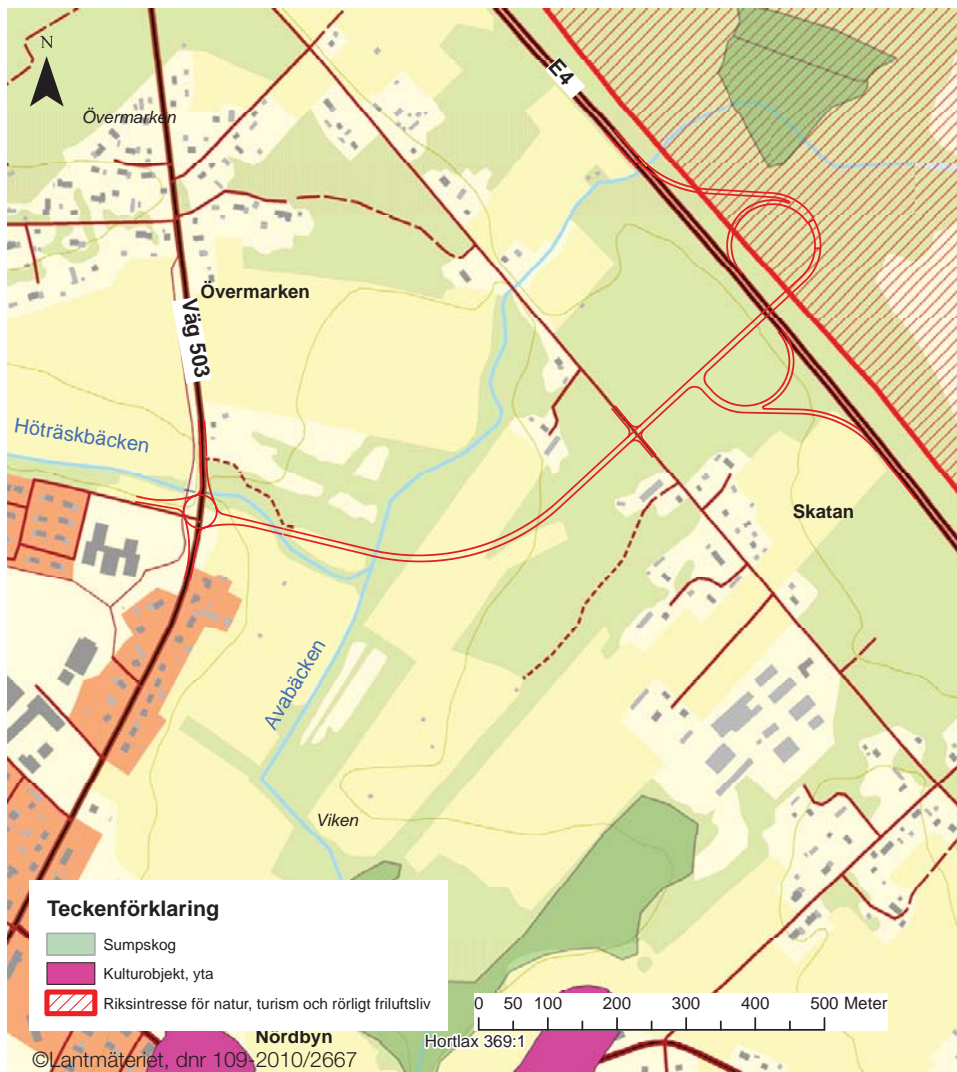 N
Övermarken
E4
Övermarken
Väg 503
Höträskbäcken
Skatan
Avabäcken
Viken
Teckenförklaring
Sumpskog
Kulturobjekt, yta
Riksintresse för natur, turism och rörligt friluftsliv
0 50 100 200 300 400 500 Meter
Nördbyn
Hortlax 369:1
©Lantmäteriet, dnr 109-2010/2667